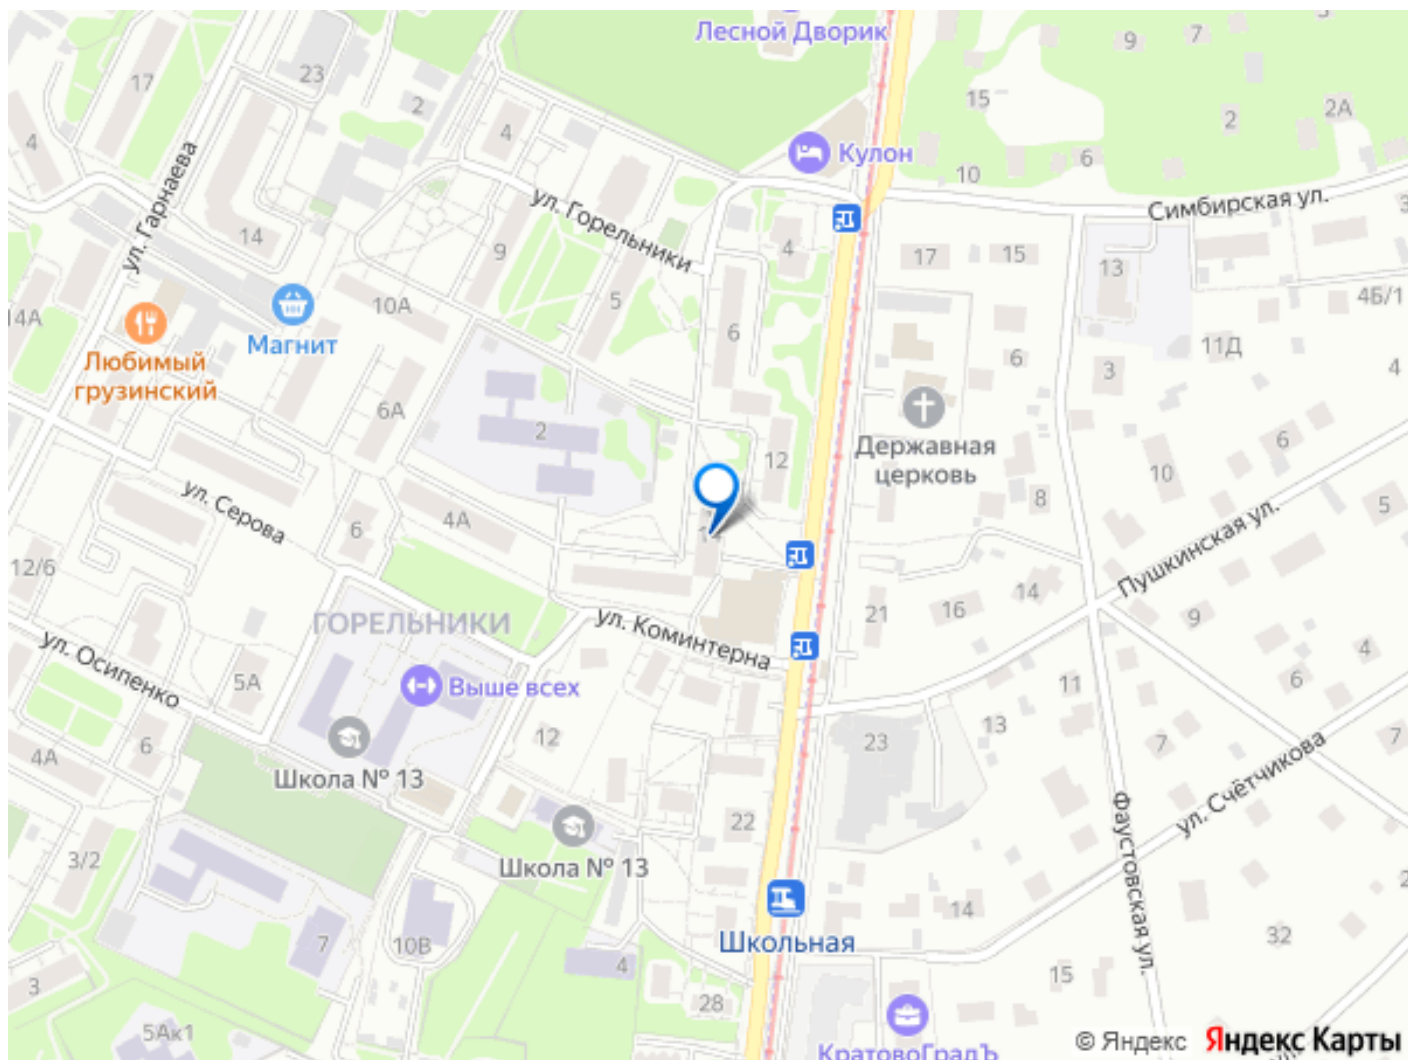 Лесной Дворик
9
7
17
23
2
15
2А
2
4
4
Кулон
10
6
ул. Гарнаева
ул. Горельники
Симбирская ул.
14
9
4
17
15
13
3
10А
5
4Б/1
14А
Магнит
6
11Д
Любимый
грузинский
6
3
4
6А
2
Державная
церковь
6
12
10
ул. Серова
4А
6
8
5
12/6
Пушкинская ул.
14
16
21
9
ГОРЕЛЬНИКИ
ул. Коминтерна
4
ул. Осипенко
5А
Выше всех
11
6
12
13
23
7
7
6
4А
Школа № 13
ул. Счётчикова
22
Фаустовская ул.
3/2
Школа № 13
14
2
7
10В
Школьная
32
4
15
3
28
5Ак1
КратовоГрадЪ
© Яндекс
Яндекс Карты